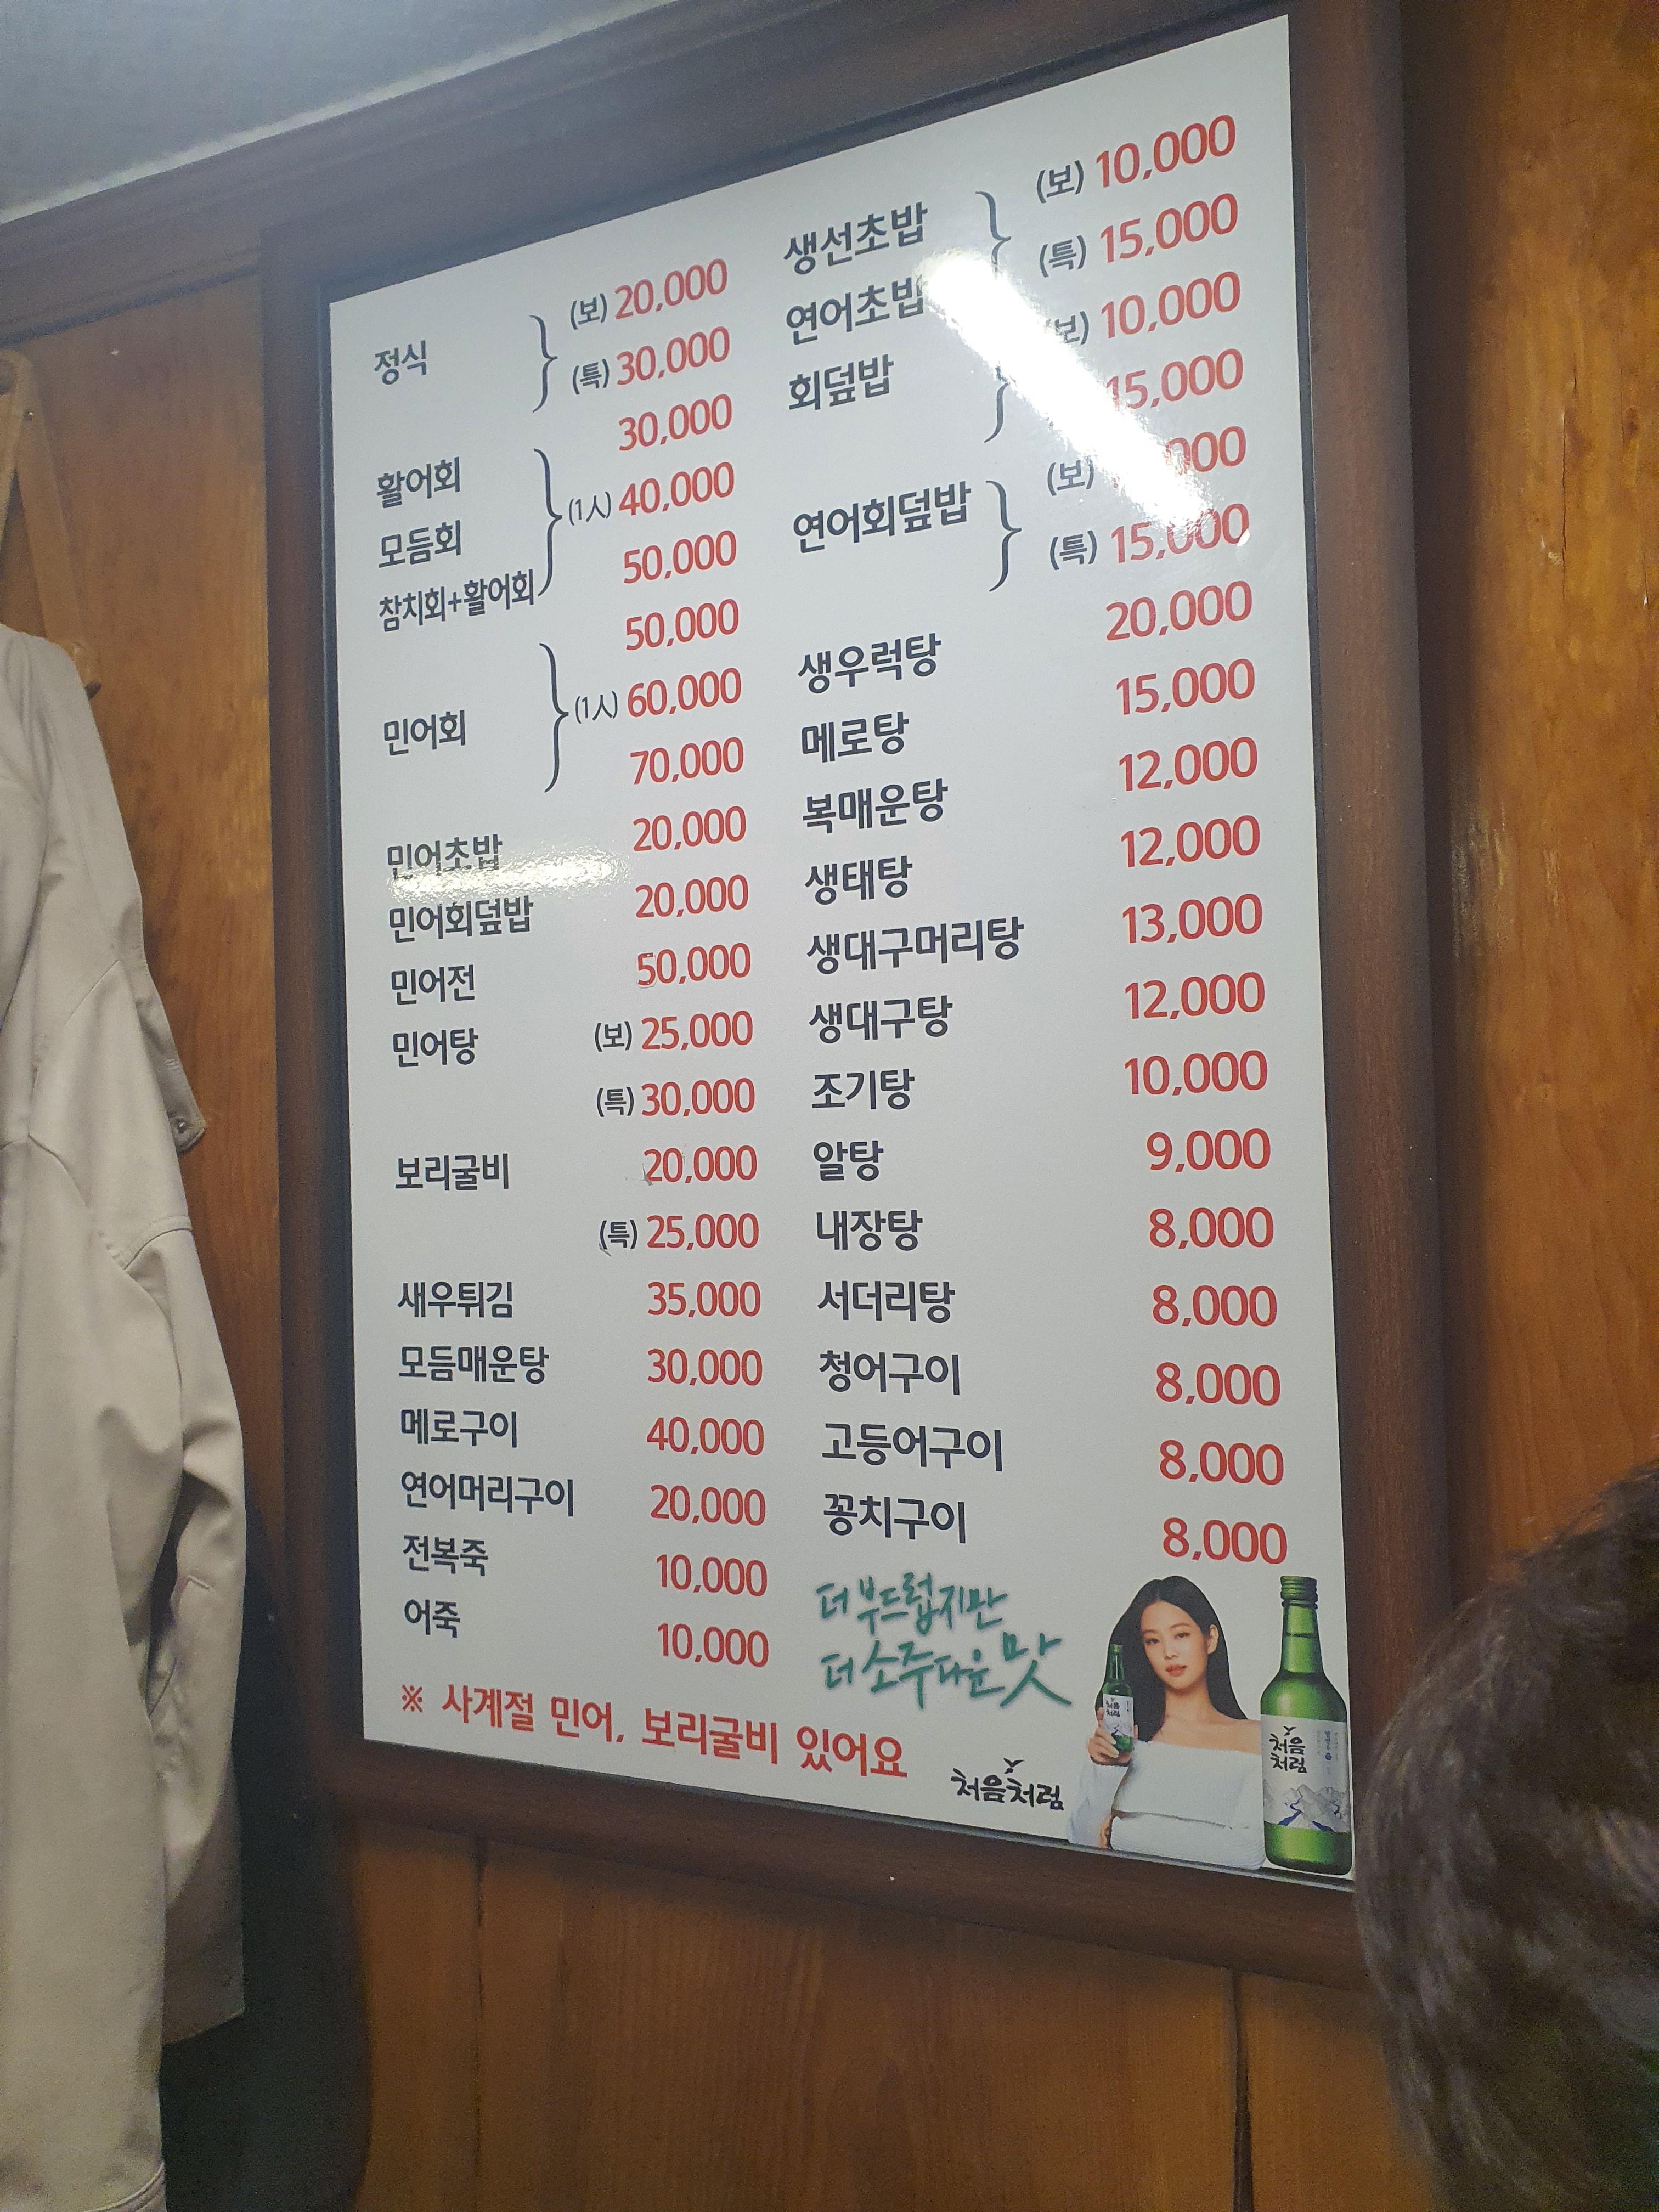 정식 (보) 20,000
(특) 30,000
활어회 30,000
모듬회 (1人) 40,000
참치회+활어회 50,000
50,000
민어회 (1人) 60,000
70,000
민어초밥 20,000
민어회덮밥 20,000
민어전 50,000
민어탕 (보) 25,000
(특) 30,000
보리굴비 20,000
(특) 25,000
새우튀김 35,000
모듬매운탕 30,000
메로구이 40,000
연어머리구이 20,000
전복죽 10,000
어죽 10,000
※ 사계절 민어, 보리굴비 있어요
생선초밥 (보) 10,000
연어초밥 (특) 15,000
회덮밥 (보) 10,000
15,000
연어회덮밥 (보)
(특) 15,000
생우럭탕 20,000
메로탕 15,000
복매운탕 12,000
생태탕 12,000
생대구머리탕 13,000
생대구탕 12,000
조기탕 10,000
알탕 9,000
내장탕 8,000
서더리탕 8,000
청어구이 8,000
고등어구이 8,000
꽁치구이 8,000
더 부드럽지만
더 소주다운 맛
처음처럼
처음
처럼
처음
처럼